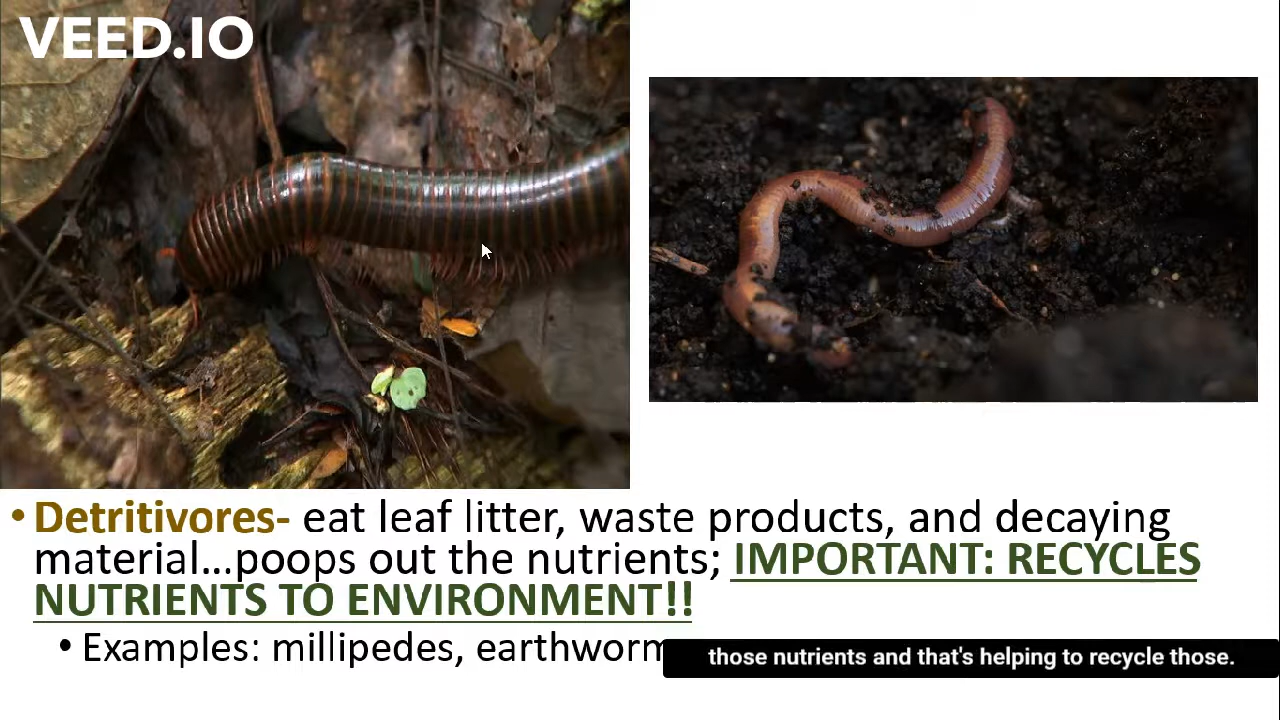 VEED.IO
• Detritivores- eat leaf litter, waste products, and decaying
material...poops out the nutrients; IMPORTANT: RECYCLES
NUTRIENTS TO ENVIRONMENT!!
• Examples: millipedes, earthworm
those nutrients and that's helping to recycle those.